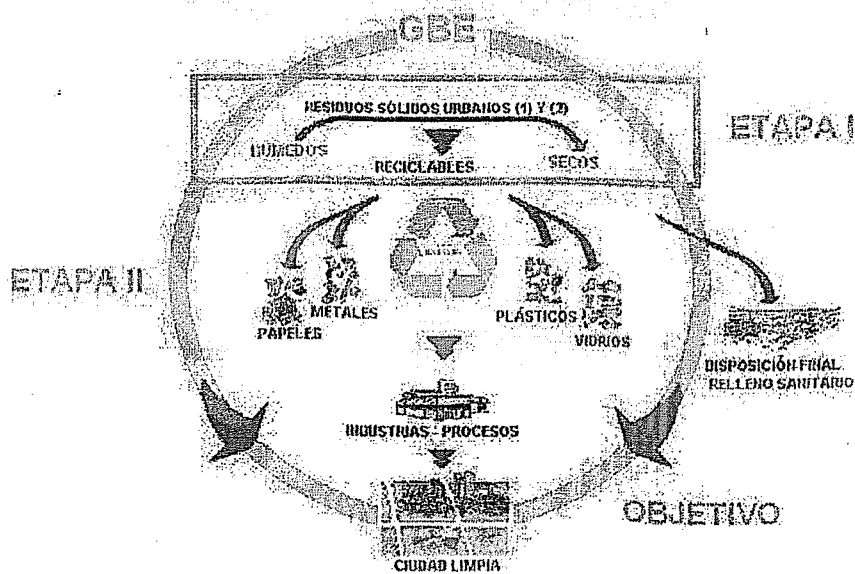 GBE
RESIDUOS SÓLIDOS URBANOS (1) Y (2)
ETAPA I
HÚMEDOS
SECOS
RECICLABLES
ETAPA II
PAPELES
METALES
PLÁSTICOS
VIDRIOS
DISPOSICIÓN FINAL
RELLENO SANITARIO
INDUSTRIAS - PROCESOS
OBJETIVO
CIUDAD LIMPIA